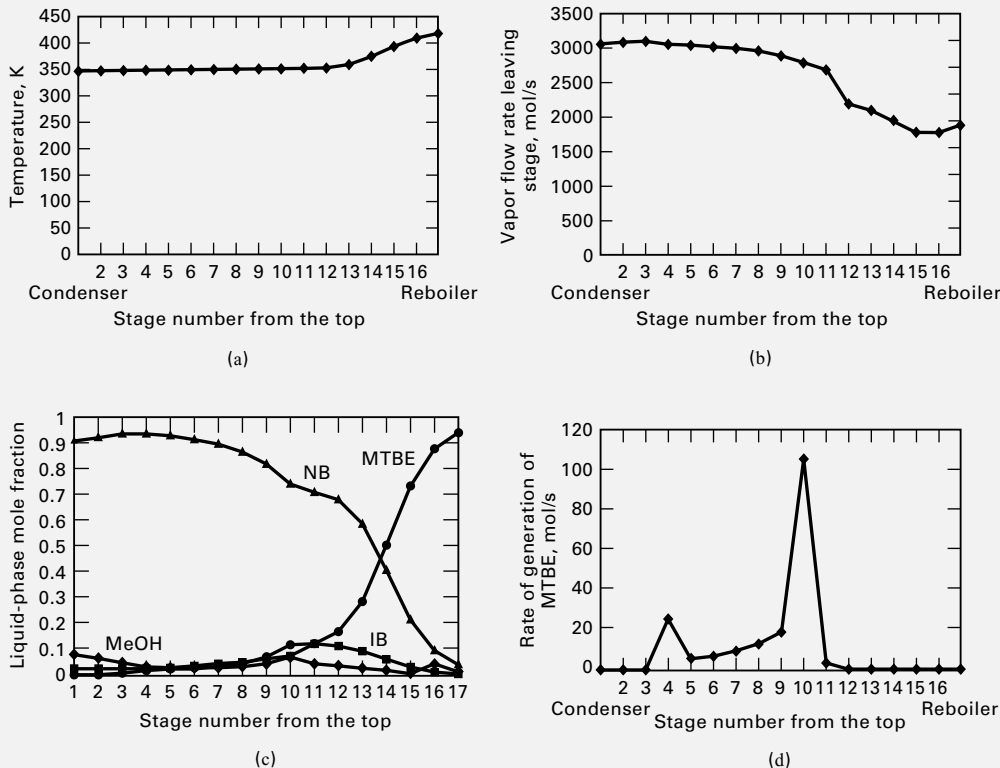 450
400
350
300
250
200
150
100
50
0
Temperature, K
2 3 4 5 6 7 8 9 10 11 12 13 14 15 16
Condenser Reboiler
Stage number from the top
(a)
3500
3000
2500
2000
1500
1000
500
0
Vapor flow rate leaving
stage, mol/s
2 3 4 5 6 7 8 9 10 11 12 13 14 15 16
Condenser Reboiler
Stage number from the top
(b)
1
0.9
0.8
0.7
0.6
0.5
0.4
0.3
0.2
0.1
0
Liquid-phase mole fraction
NB
MTBE
MeOH
IB
1 2 3 4 5 6 7 8 9 10 11 12 13 14 15 16 17
Stage number from the top
(c)
120
100
80
60
40
20
0
Rate of generation of
MTBE, mol/s
2 3 4 5 6 7 8 9 10 11 12 13 14 15 16
Condenser Reboiler
Stage number from the top
(d)